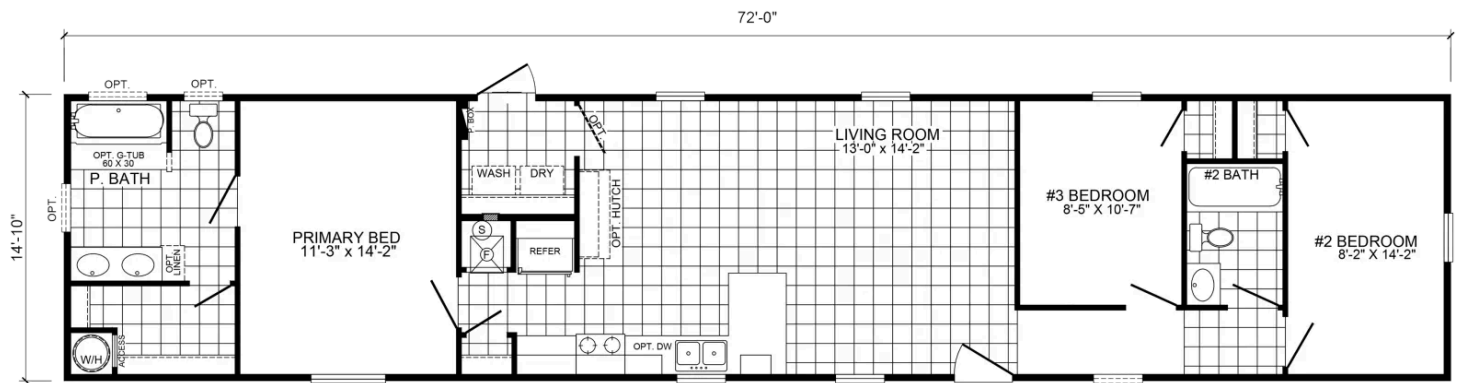 72'-0"
14'-10"
OPT.
OPT.
OPT.
OPT. G-TUB
60 X 30
P. BATH
OPT.
LINEN
W/H
ACCESS
PRIMARY BED
11'-3" x 14'-2"
P. BOX
WASH
DRY
OPT.
S
F
REFER
OPT. HUTCH
OPT. DW
LIVING ROOM
13'-0" x 14'-2"
#3 BEDROOM
8'-5" X 10'-7"
#2 BATH
#2 BEDROOM
8'-2" X 14'-2"